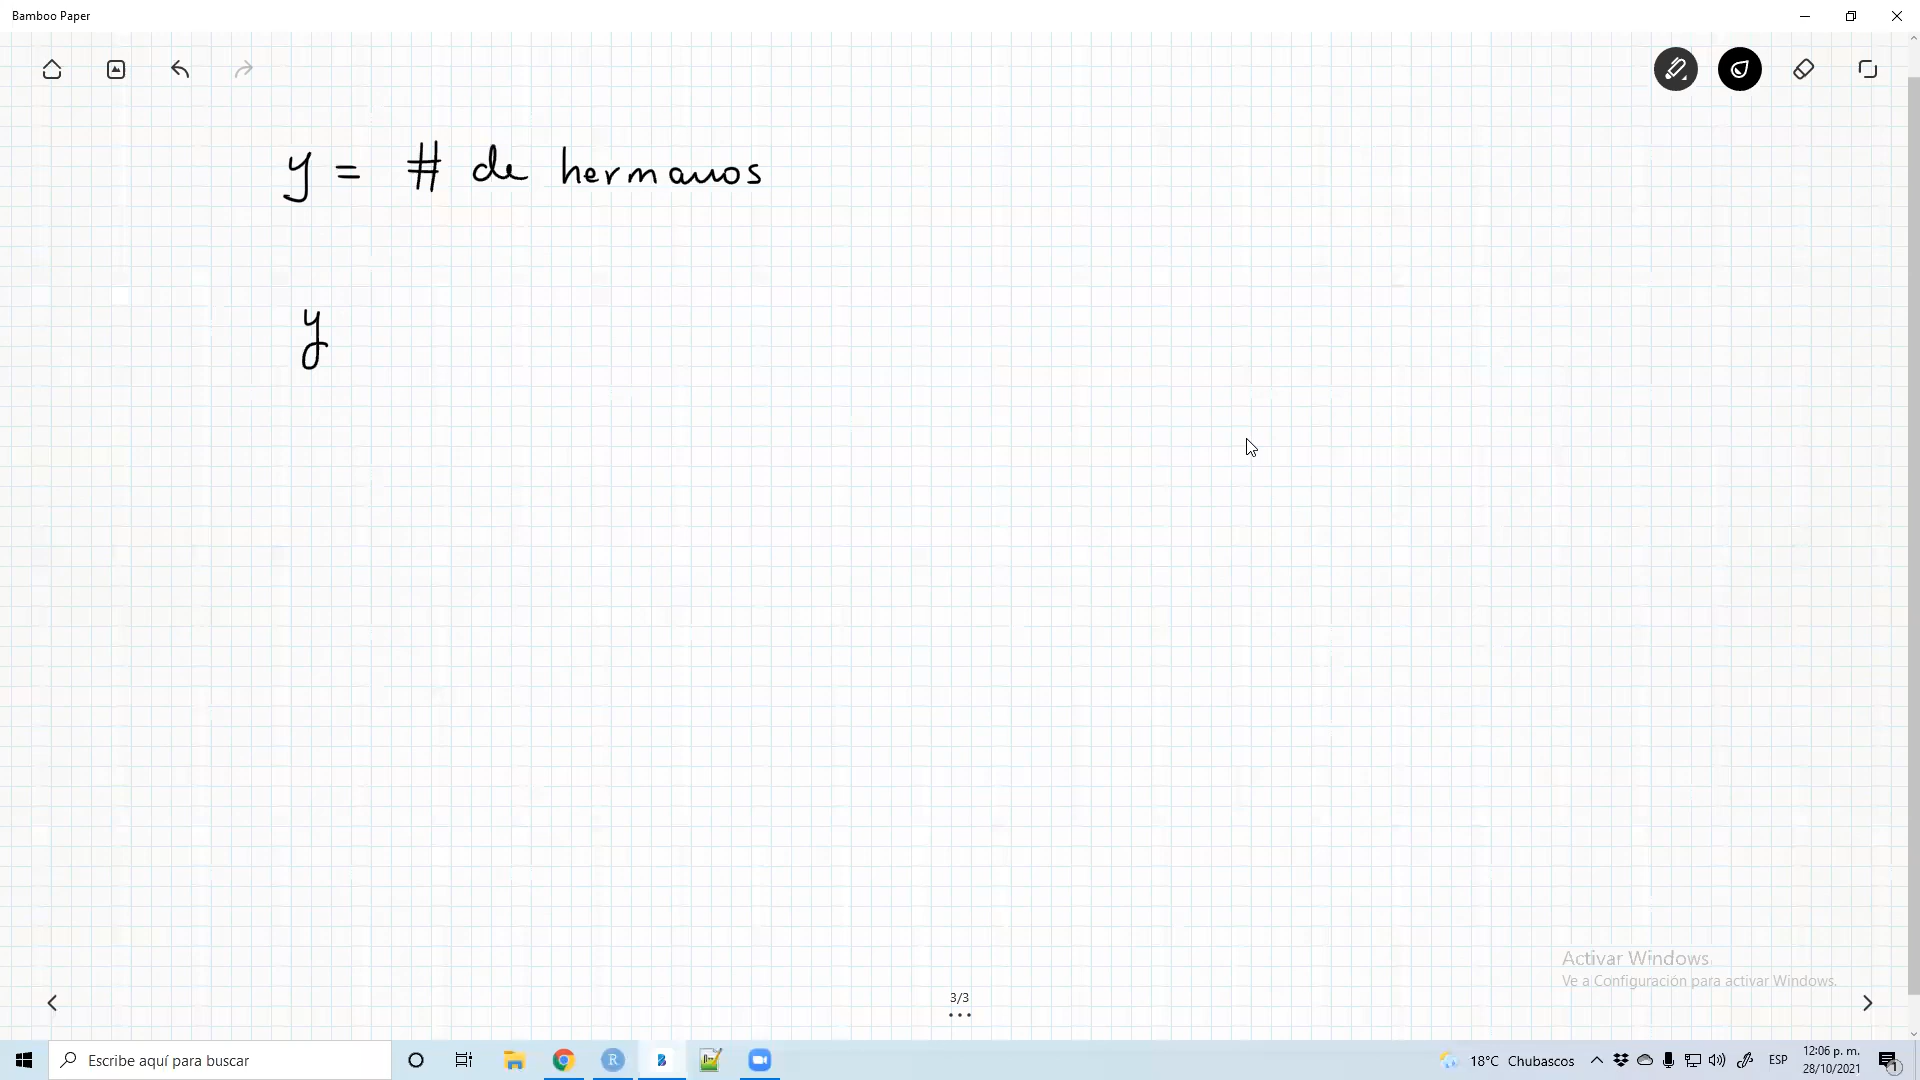 Bamboo Paper
y = # de hermanos
y
Activar Windows
Ve a Configuración para activar Windows.
3/3
Escribe aquí para buscar
18°C Chubascos
ESP
12:06 p. m.
28/10/2021
1